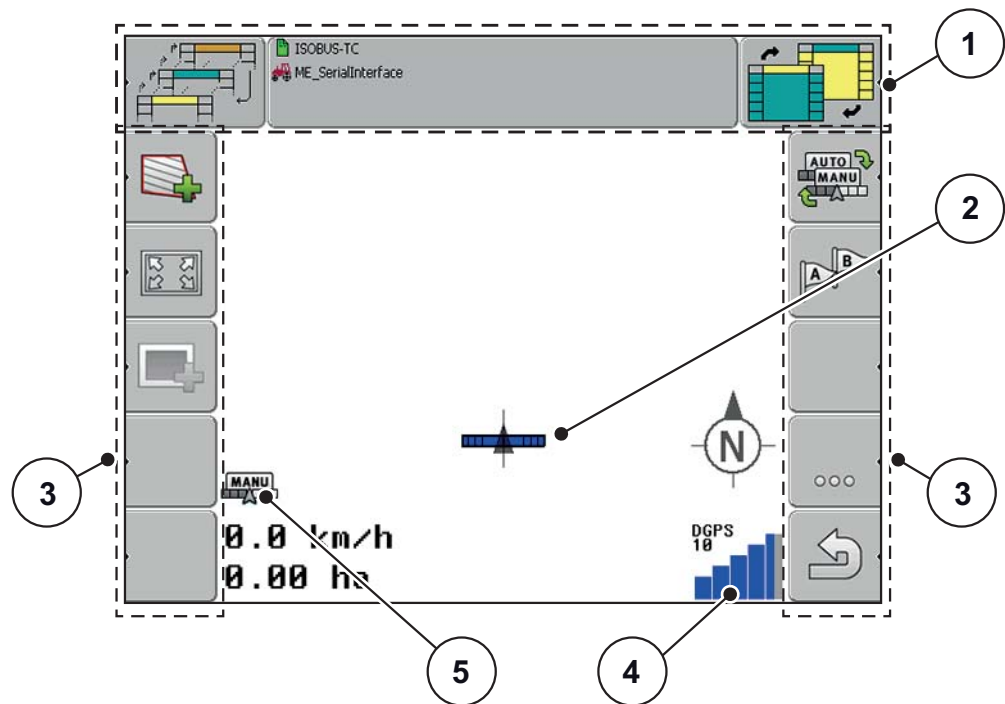 1
ISOBUS-TC
ME_SerialInterface
AUTO
MANU
2
A B
N
3
3
MANU
0.0 km/h
0.00 ha
DGPS
10
5
4